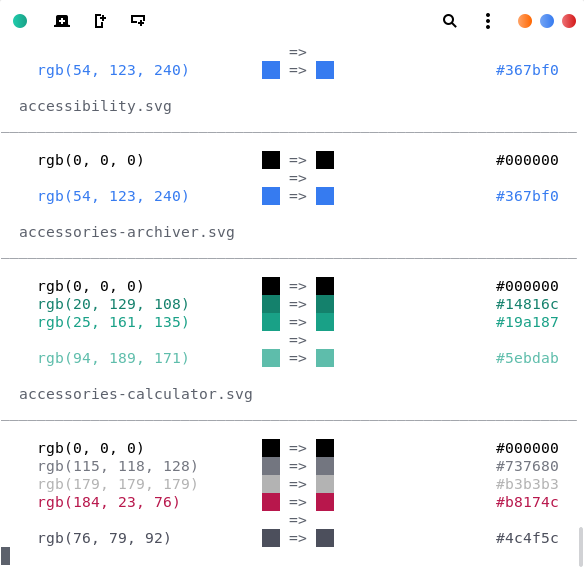 =>
rgb(54, 123, 240) => #367bf0
accessibility.svg
rgb(0, 0, 0) => #000000
=>
rgb(54, 123, 240) => #367bf0
accessories-archiver.svg
rgb(0, 0, 0) => #000000
rgb(20, 129, 108) => #14816c
rgb(25, 161, 135) => #19a187
=>
rgb(94, 189, 171) => #5ebdab
accessories-calculator.svg
rgb(0, 0, 0) => #000000
rgb(115, 118, 128) => #737680
rgb(179, 179, 179) => #b3b3b3
rgb(184, 23, 76) => #b8174c
=>
rgb(76, 79, 92) => #4c4f5c